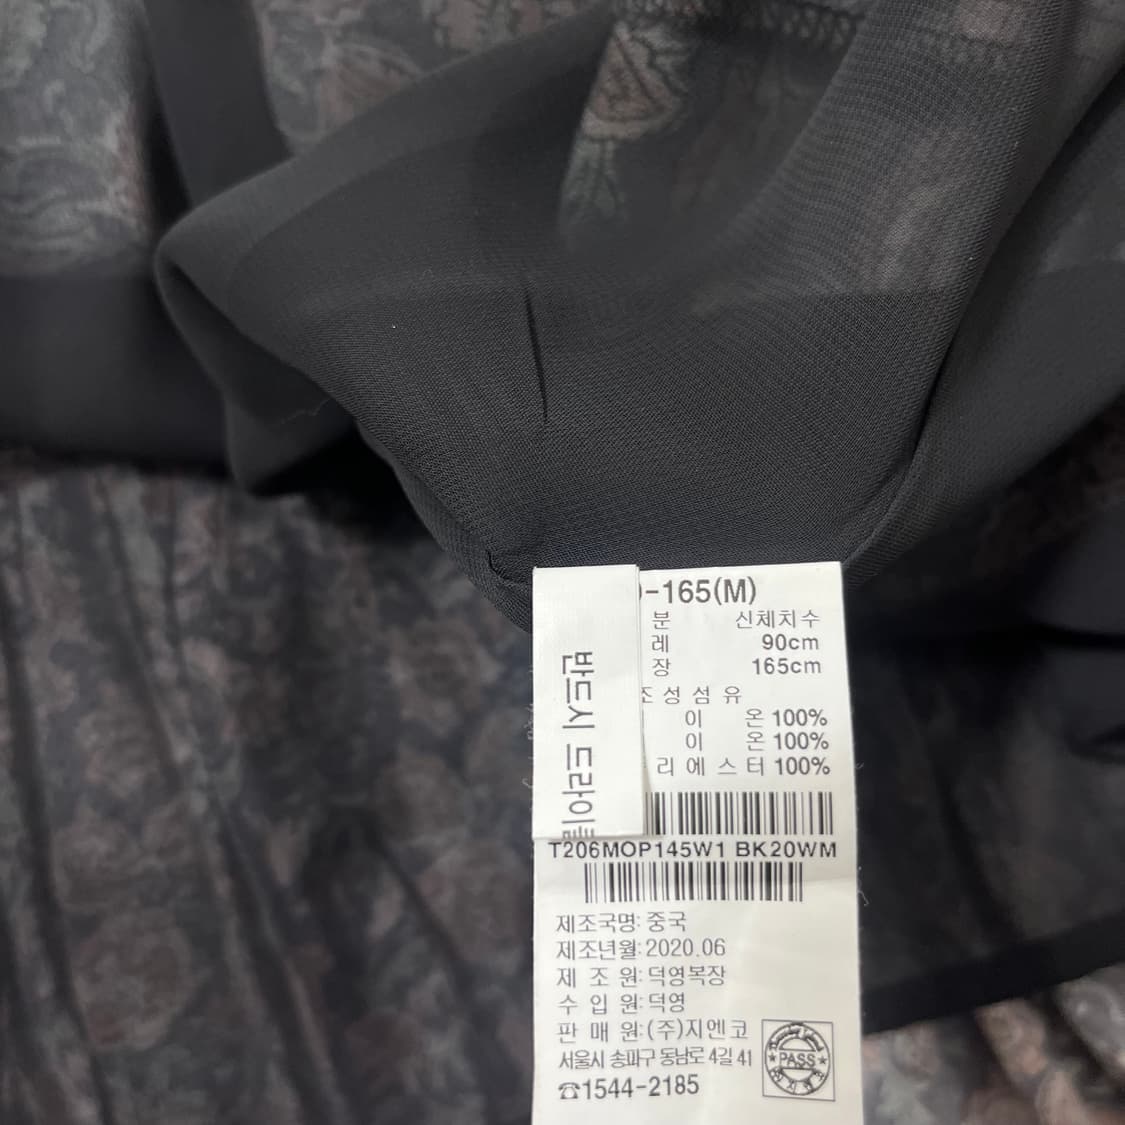 -165(M)
분 신체치수
레 90cm
장 165cm
조성섬유
이 온 100%
이 온 100%
리에스터 100%
반드시 드라이
T206MOP145W1 BK20WM
제조국명: 중국
제조년월: 2020.06
제 조 원: 덕영복장
수 입 원: 덕영
판 매 원: (주)지엔코
서울시 송파구 동남로 4길 41
☎1544-2185
PASS